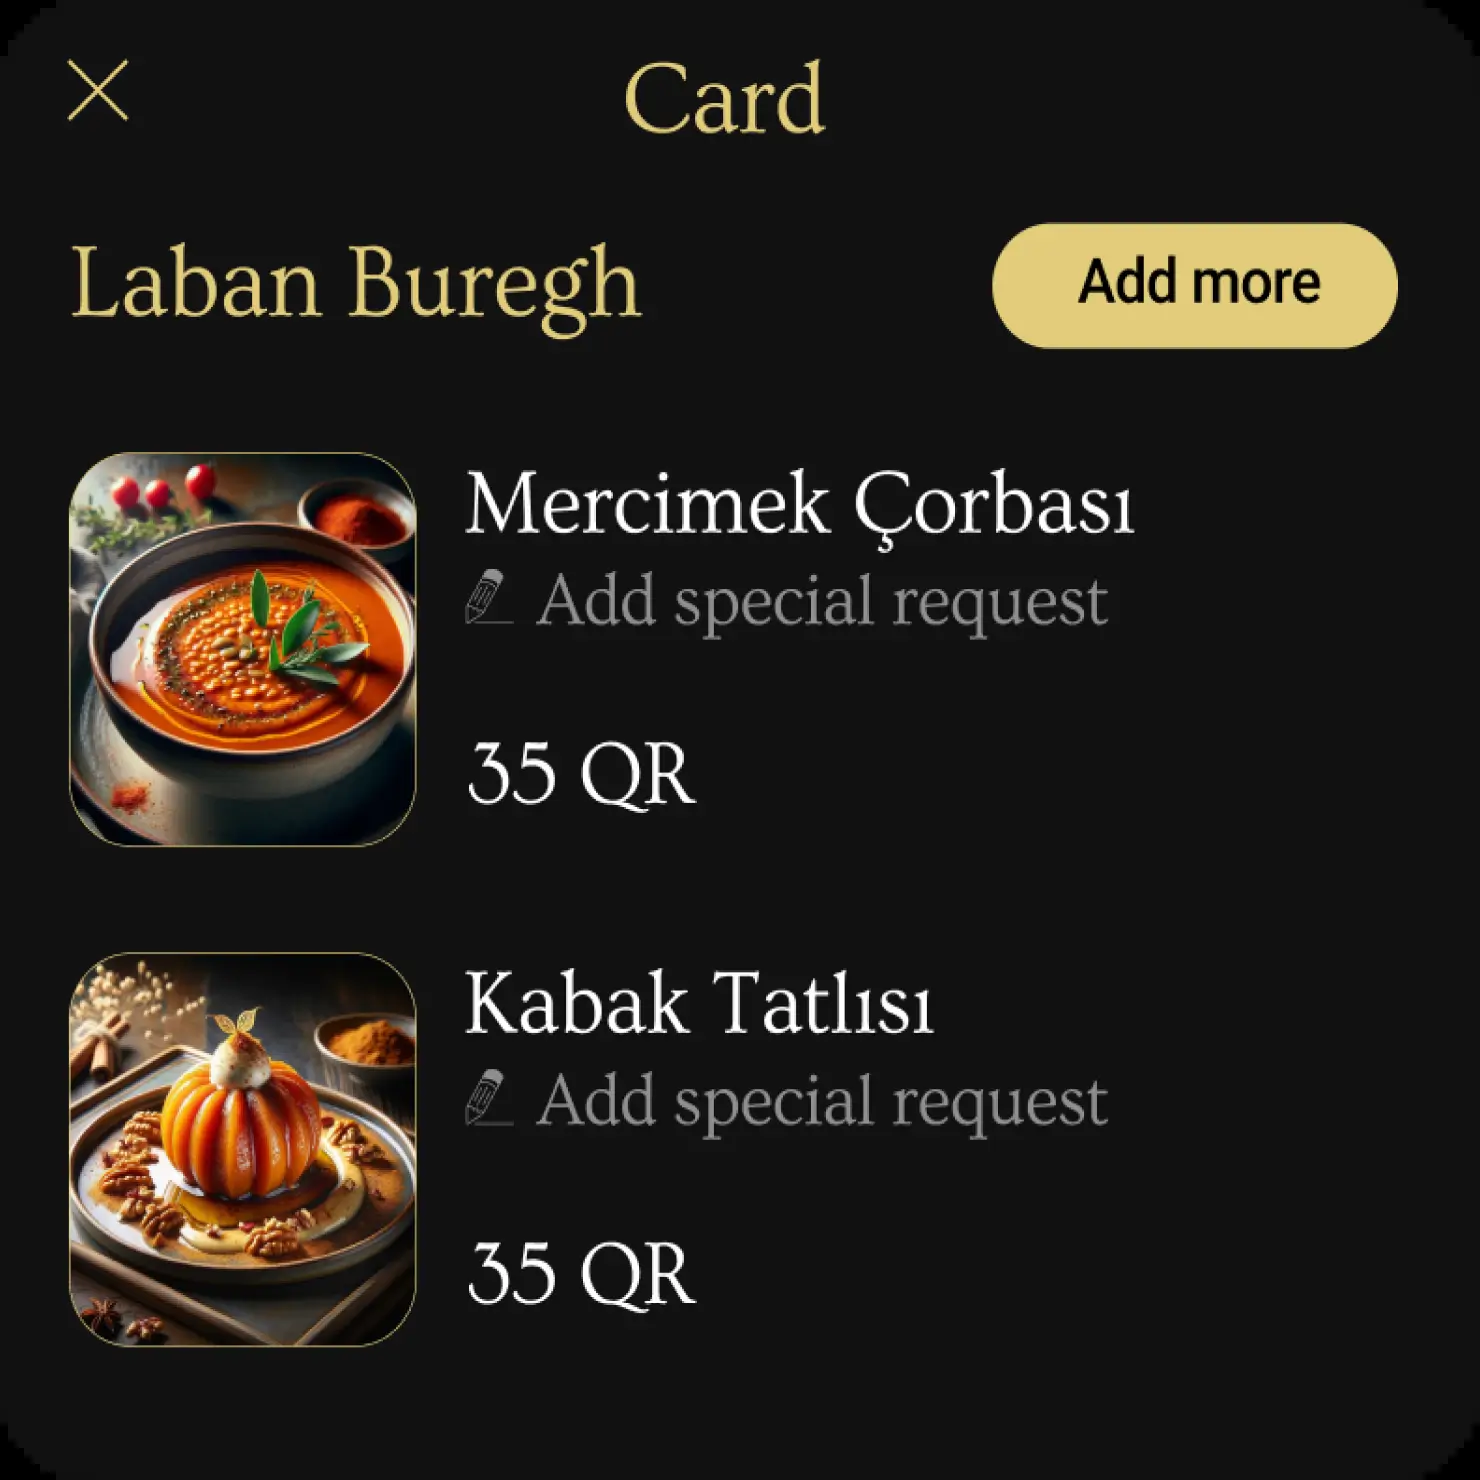 Card
Laban Buregh
Add more
Mercimek Çorbası
Add special request
35 QR
Kabak Tatlısı
Add special request
35 QR